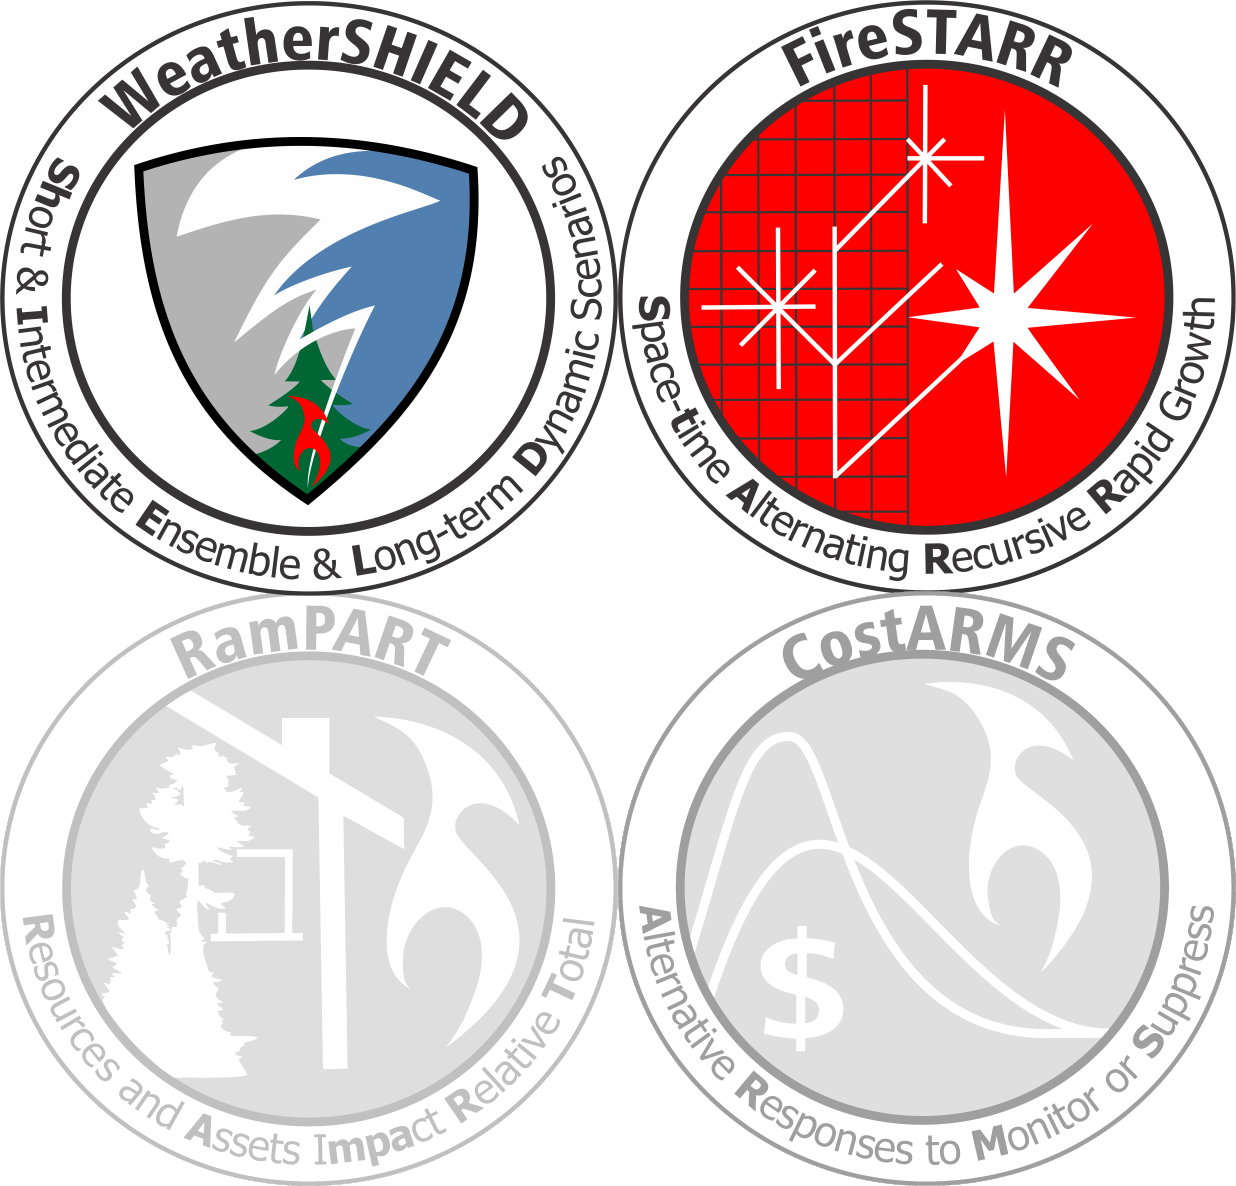 WeatherSHIELD
short & Intermediate Ensemble & Long-term Dynamic Scenarios
FireSTARR
Space-time Alternating Recursive Rapid Growth
RamPART
Resources and Assets Impact Relative Total
CostARMS
$
Alternative Responses to Monitor or Suppress